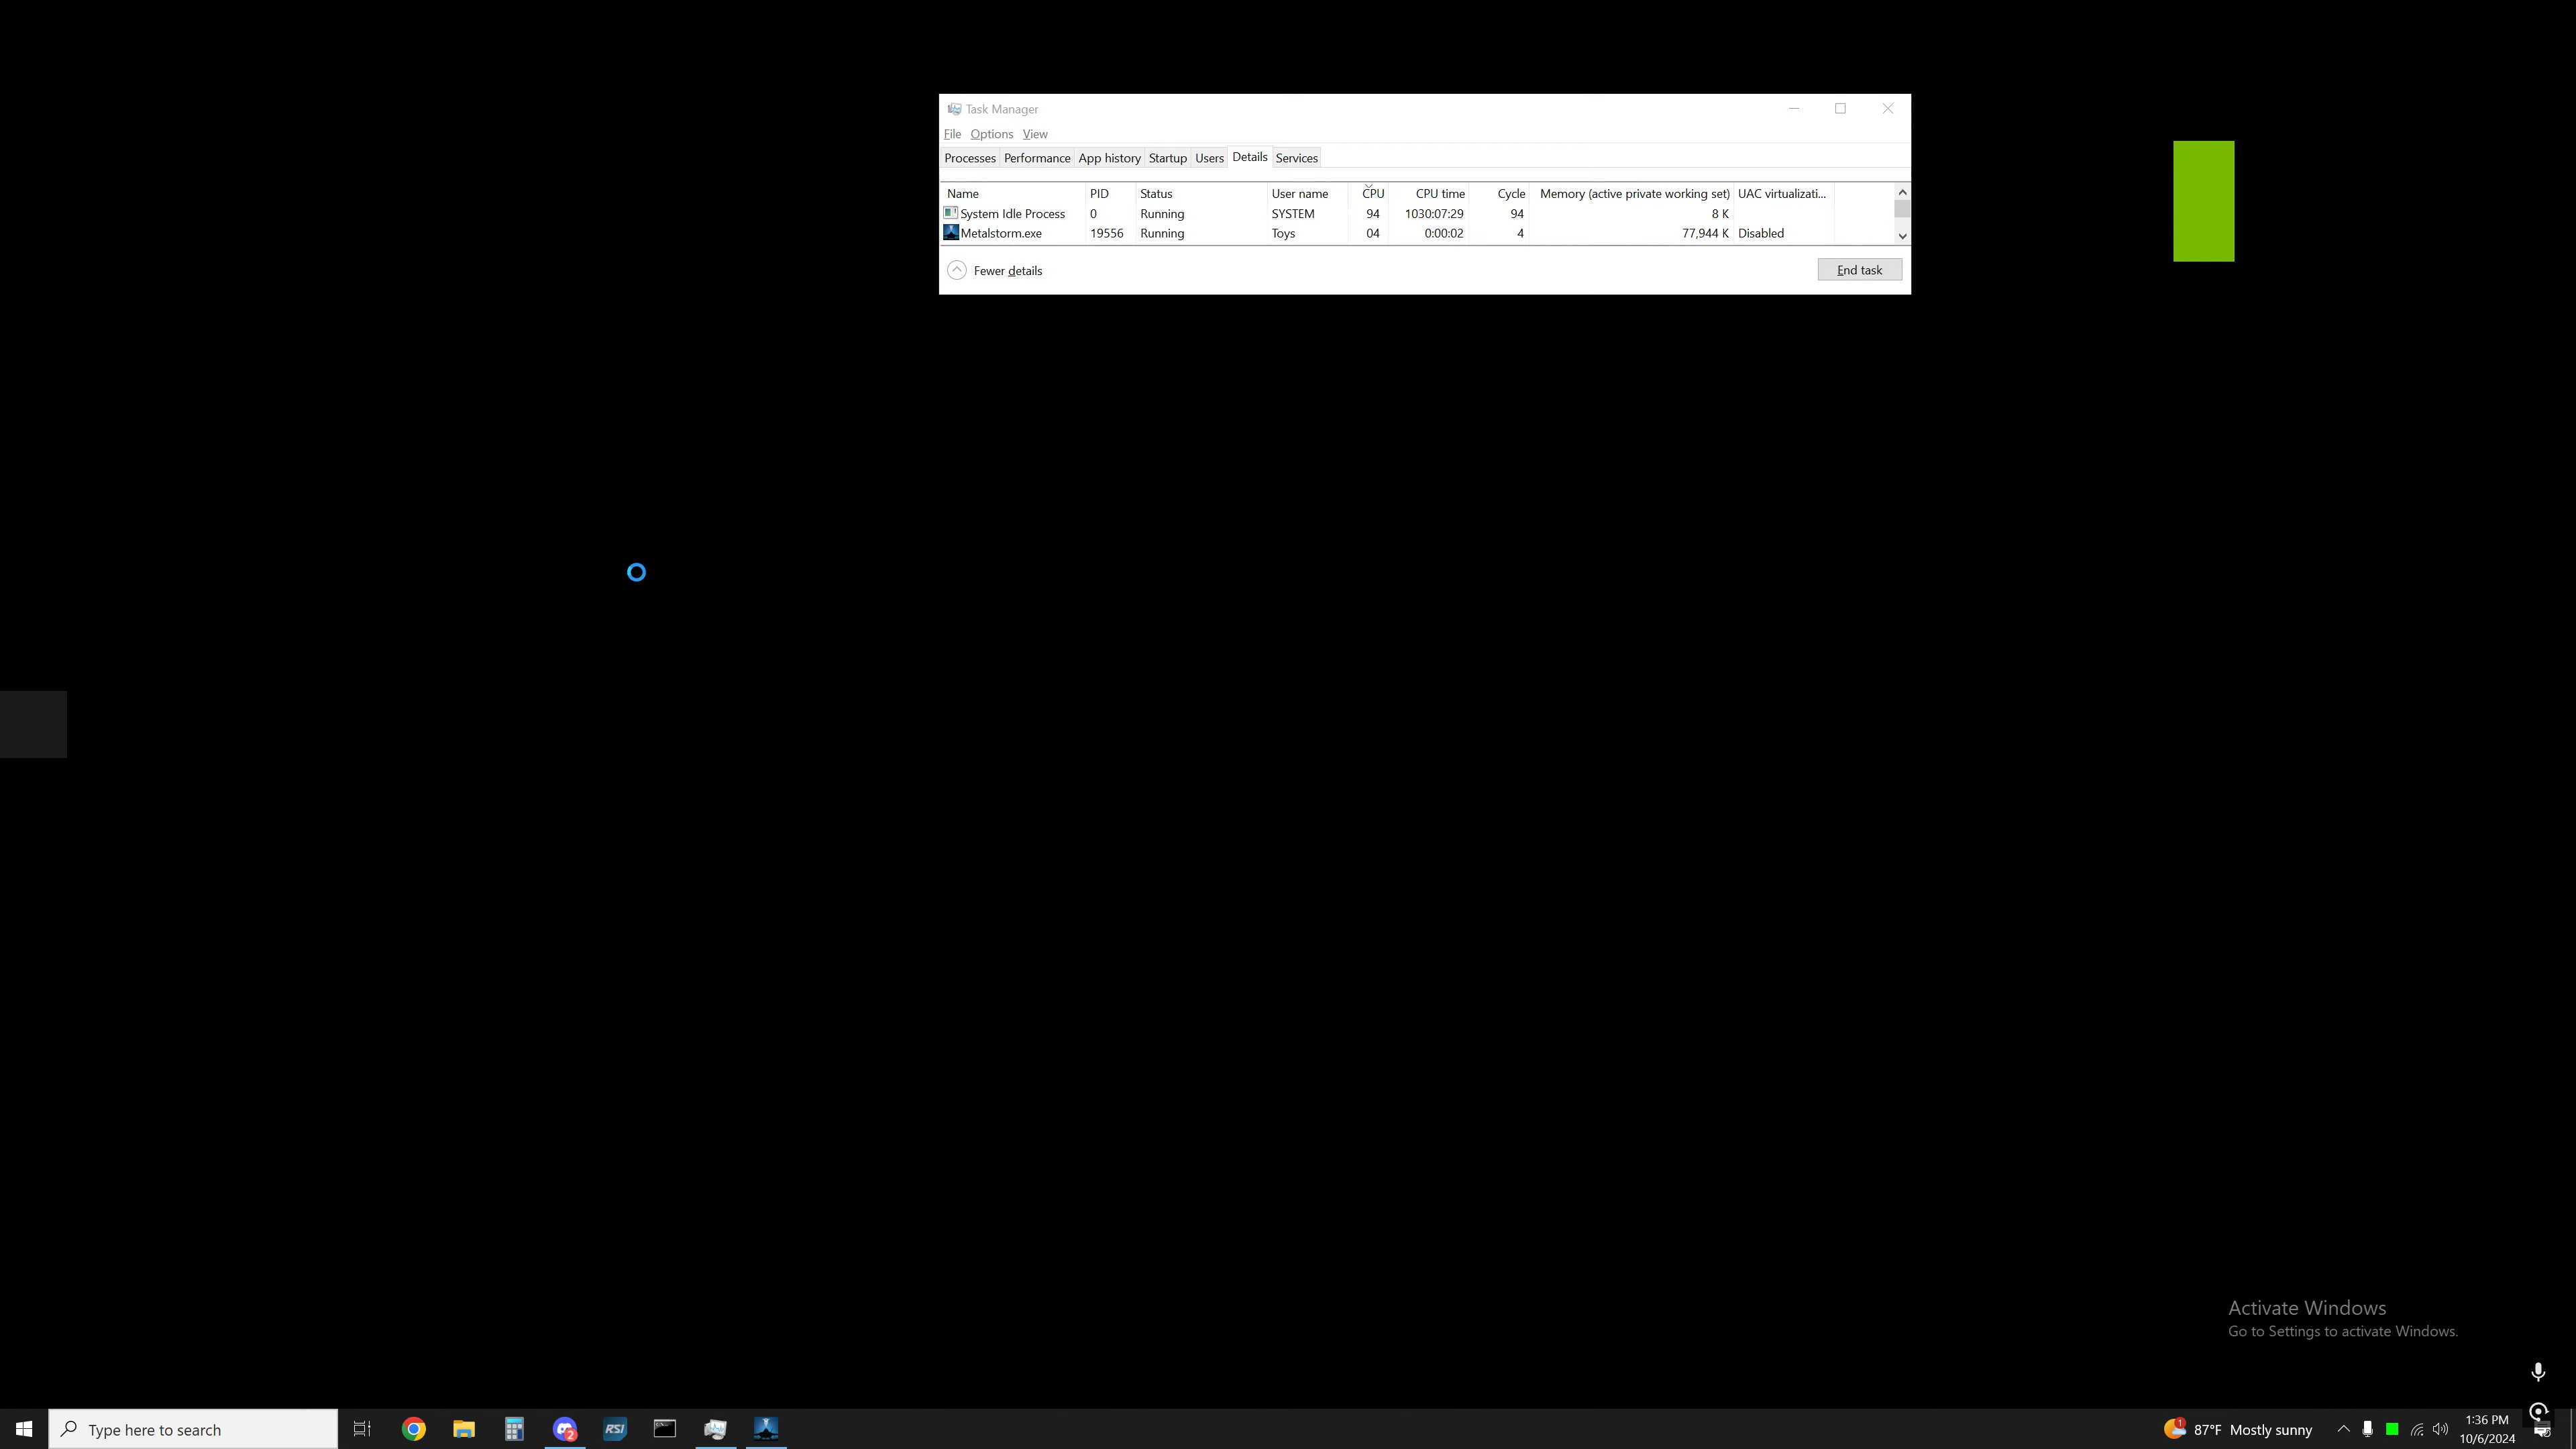 Task Manager
File Options View
Processes Performance App history Startup Users Details Services
Name PID Status User name CPU CPU time Cycle Memory (active private working set) UAC virtualizati...
System Idle Process 0 Running SYSTEM 94 1030:07:29 94 8 K
Metalstorm.exe 19556 Running Toys 04 0:00:02 4 77,944 K Disabled
Fewer details End task
Activate Windows
Go to Settings to activate Windows.
Type here to search
2
RSI
1
87°F Mostly sunny
1:36 PM
10/6/2024